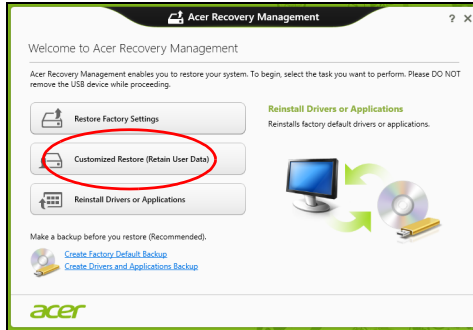 Acer Recovery Management
? X
Welcome to Acer Recovery Management
Acer Recovery Management enables you to restore your system. To begin, select the task you want to perform. Please DO NOT
remove the USB device while proceeding.
Restore Factory Settings
Customized Restore (Retain User Data)
Reinstall Drivers or Applications
Reinstall Drivers or Applications
Reinstalls factory default drivers or applications.
Make a backup before you restore (Recommended).
Create Factory Default Backup
Create Drivers and Applications Backup
acer